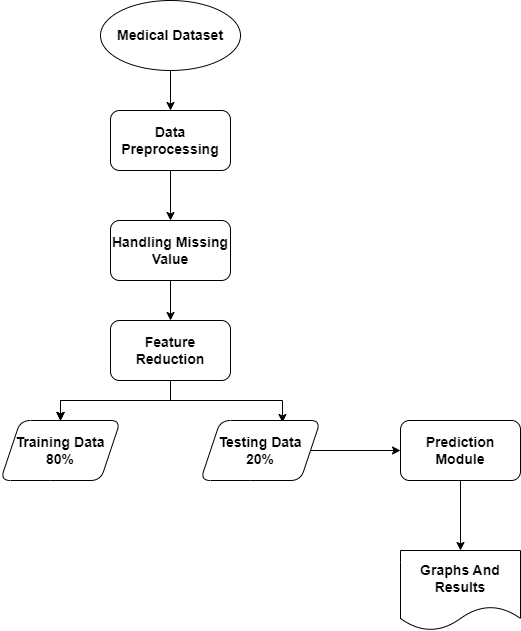 Medical Dataset
Data
Preprocessing
Handling Missing
Value
Feature
Reduction
Training Data
80%
Testing Data
20%
Prediction
Module
Graphs And
Results